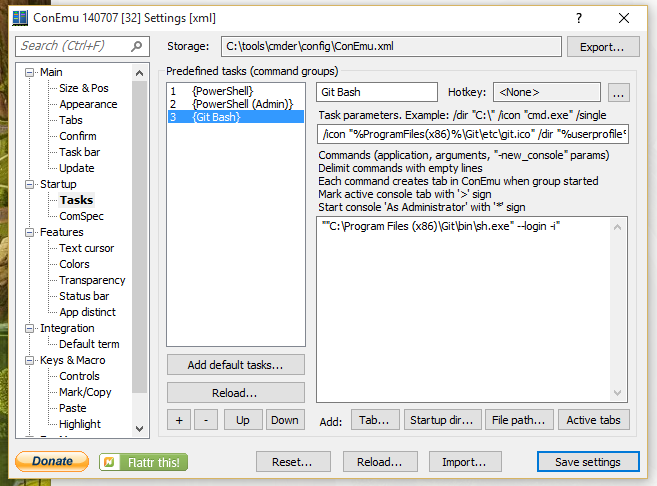 ConEmu 140707 [32] Settings [xml]
?
Search (Ctrl+F)
Storage:
C:\tools\cmder\config\ConEmu.xml
Export...
Main
Size & Pos
Appearance
Tabs
Confirm
Task bar
Update
Startup
Tasks
ComSpec
Features
Text cursor
Colors
Transparency
Status bar
App distinct
Integration
Default term
Keys & Macro
Controls
Mark/Copy
Paste
Highlight
Predefined tasks (command groups)
1 {PowerShell}
2 {PowerShell (Admin)}
3 {Git Bash}
Add default tasks...
Reload...
+ - Up Down
Git Bash
Hotkey:
<None>
...
Task parameters. Example: /dir "C:\" /icon "cmd.exe" /single
/icon "%ProgramFiles(x86)%\Git\etc\git.ico" /dir "%userprofile%
Commands (application, arguments, "-new_console" params)
Delimit commands with empty lines
Each command creates tab in ConEmu when group started
Mark active console tab with '>' sign
Start console 'As Administrator' with '*' sign
""C:\Program Files (x86)\Git\bin\sh.exe" --login -i"
Add: Tab... Startup dir... File path... Active tabs
Donate
Flattr this!
Reset...
Reload...
Import...
Save settings